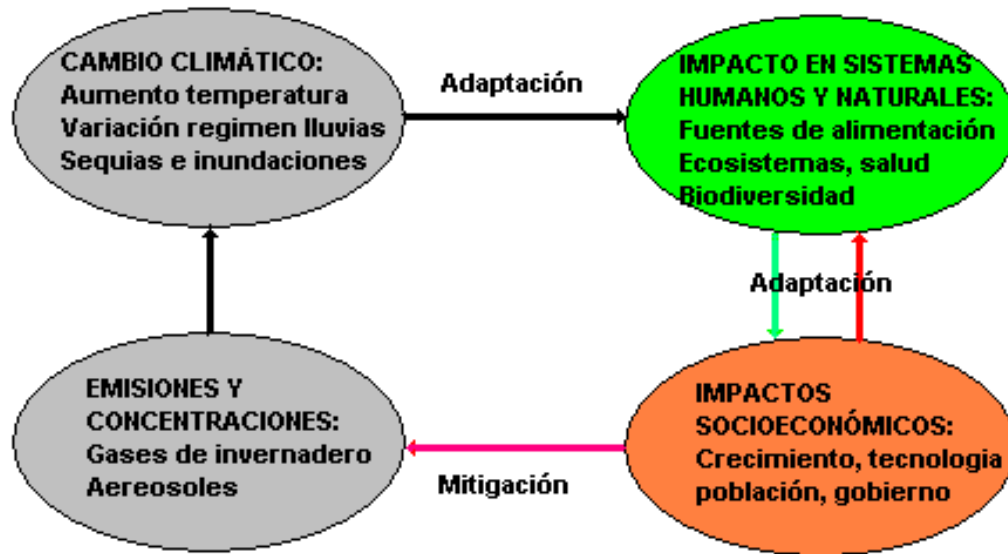 CAMBIO CLIMÁTICO:
Aumento temperatura
Variación regimen lluvias
Sequias e inundaciones
Adaptación
IMPACTO EN SISTEMAS
HUMANOS Y NATURALES:
Fuentes de alimentación
Ecosistemas, salud
Biodiversidad
Adaptación
EMISIONES Y
CONCENTRACIONES:
Gases de invernadero
Aereosoles
Mitigación
IMPACTOS
SOCIOECONÓMICOS:
Crecimiento, tecnologia
población, gobierno